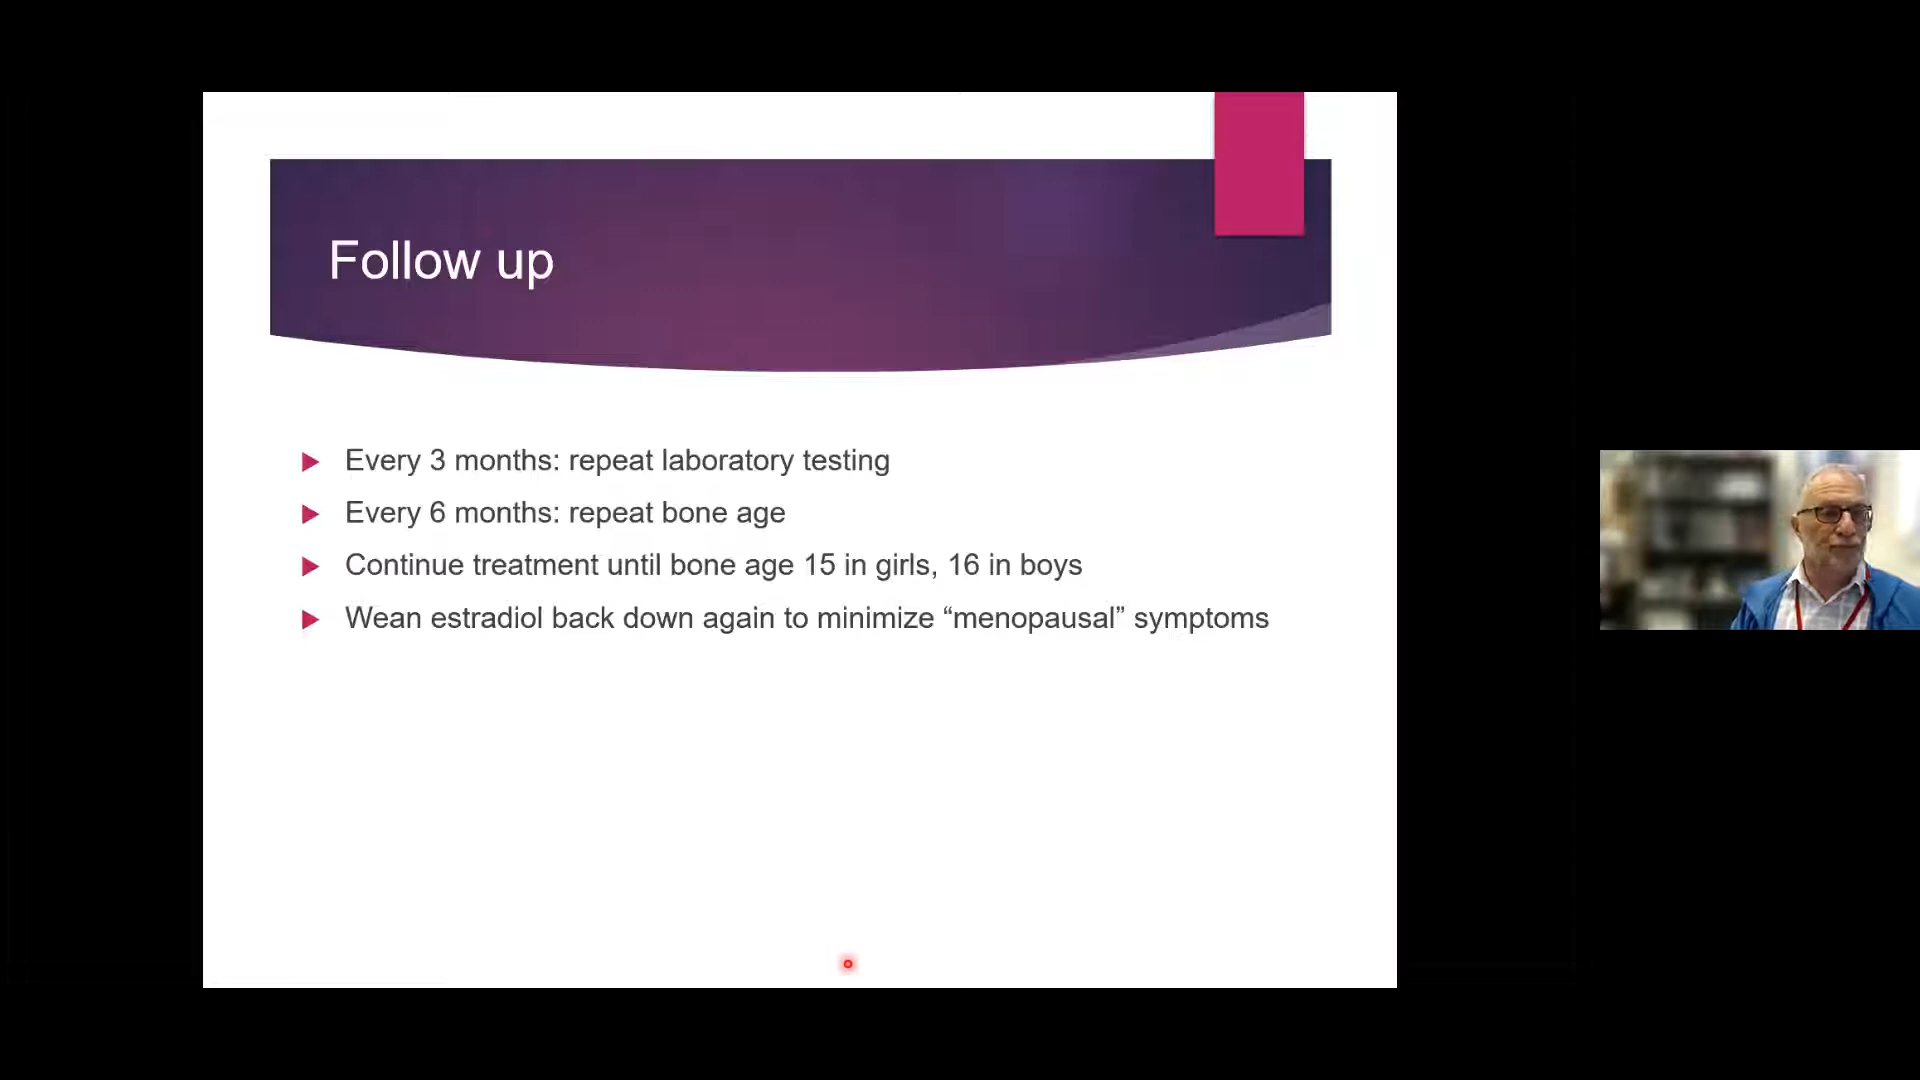 Follow up
Every 3 months: repeat laboratory testing
Every 6 months: repeat bone age
Continue treatment until bone age 15 in girls, 16 in boys
Wean estradiol back down again to minimize “menopausal” symptoms